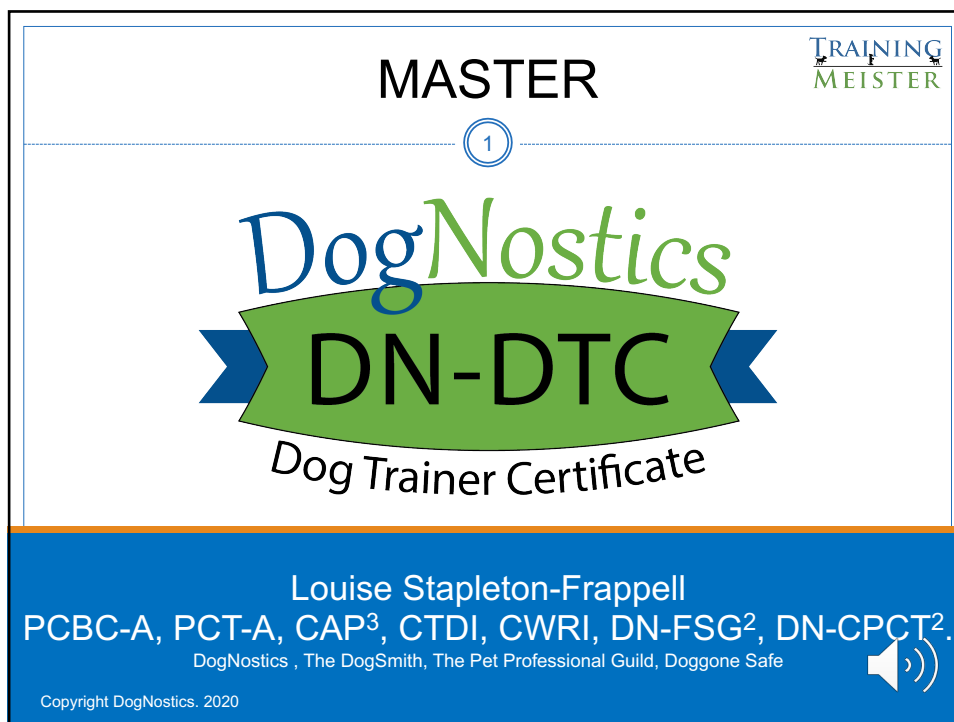 MASTER
TRAINING
MEISTER
1
DogNostics
DN-DTC
Dog Trainer Certificate
Louise Stapleton-Frappell
PCBC-A, PCT-A, CAP³, CTDI, CWRI, DN-FSG², DN-CPCT².
DogNostics , The DogSmith, The Pet Professional Guild, Doggone Safe
Copyright DogNostics. 2020